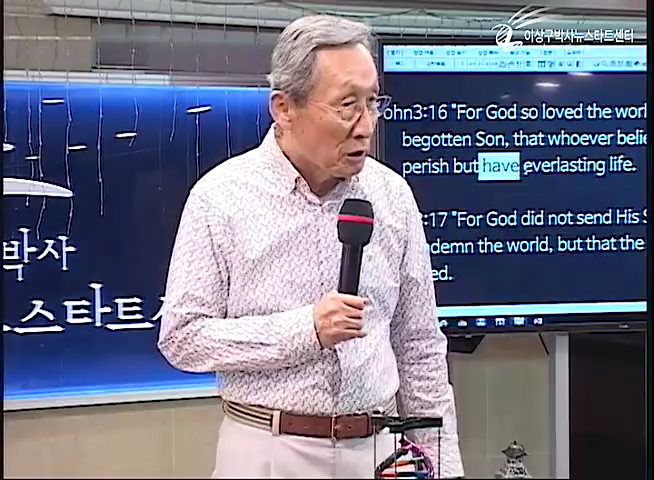 이상구박사뉴스타트센터
ohn3:16 "For God so loved the worl
begotten Son, that whoever belie
perish but have everlasting life.
:17 "For God did not send His S
ndemn the world, but that the
ed.
박사
스타트